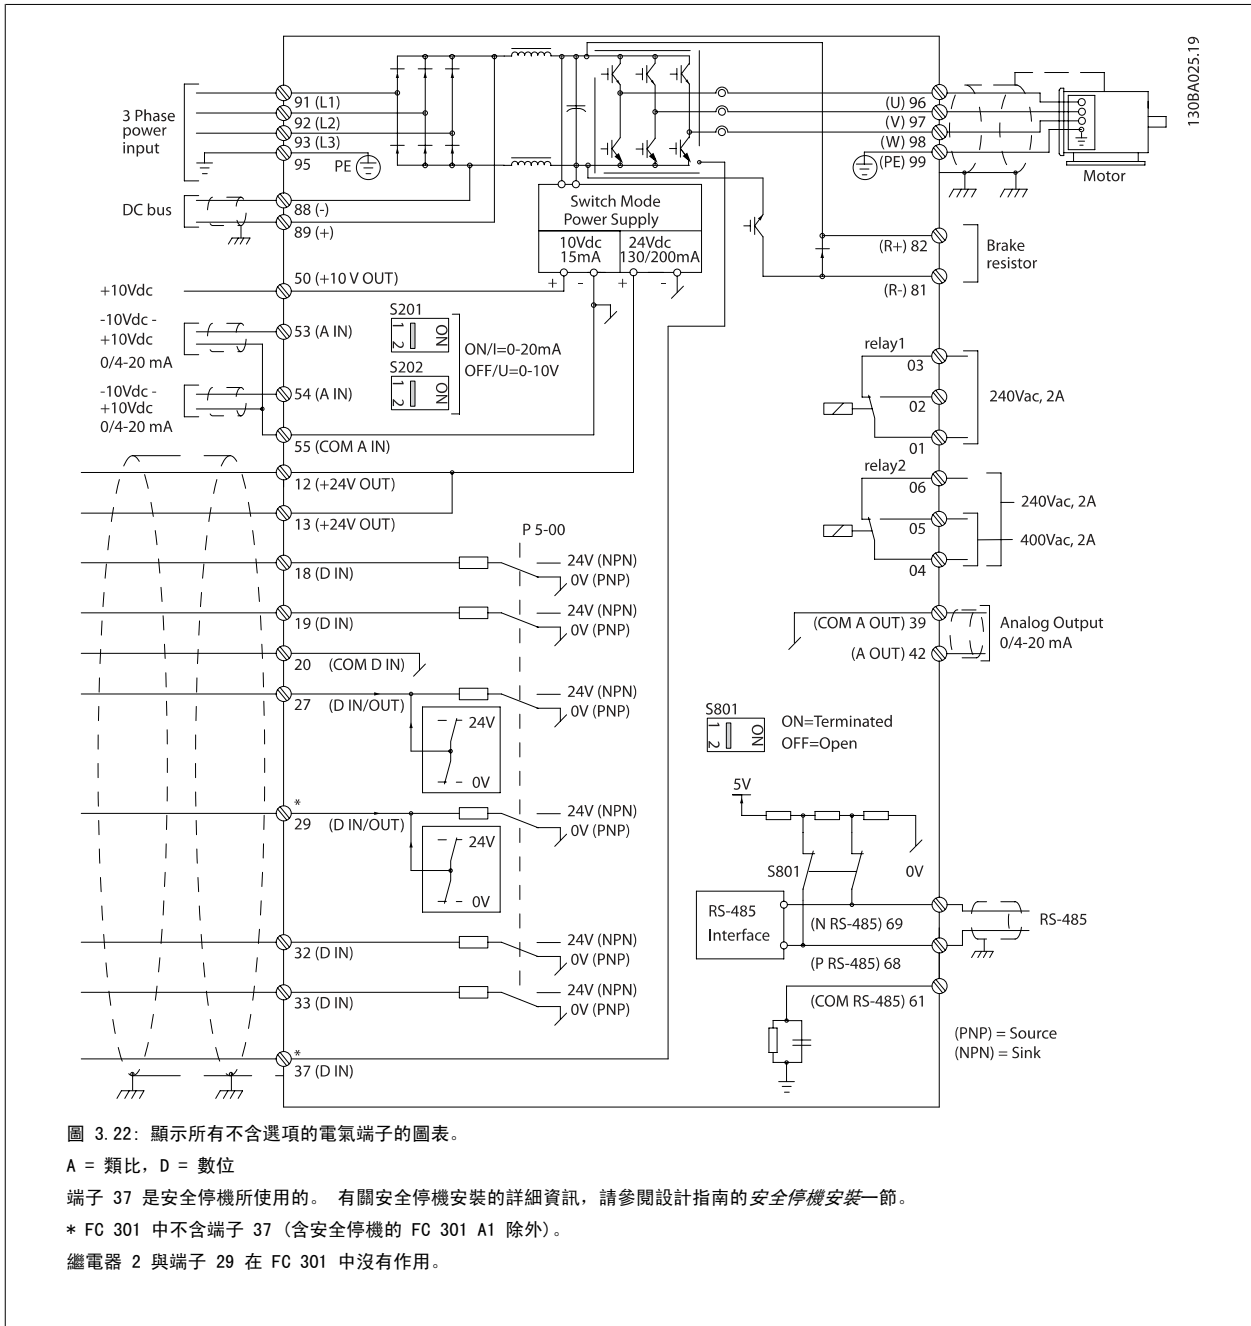 130BA025.19
3 Phase
power
input
91 (L1)
92 (L2)
93 (L3)
95
PE
(U) 96
(V) 97
(W) 98
(PE) 99
Motor
DC bus
88 (-)
89 (+)
Switch Mode
Power Supply
10Vdc
15mA
24Vdc
130/200mA
+ - + -
(R+) 82
(R-) 81
Brake
resistor
+10Vdc
50 (+10 V OUT)
-10Vdc -
+10Vdc
0/4-20 mA
53 (A IN)
S201
1 2
ON
S202
1 2
ON
ON/I=0-20mA
OFF/U=0-10V
-10Vdc -
+10Vdc
0/4-20 mA
54 (A IN)
55 (COM A IN)
12 (+24V OUT)
13 (+24V OUT)
relay1
03
02
01
240Vac, 2A
relay2
06
05
04
240Vac, 2A
400Vac, 2A
P 5-00
18 (D IN)
24V (NPN)
0V (PNP)
19 (D IN)
24V (NPN)
0V (PNP)
20 (COM D IN)
27 (D IN/OUT)
24V (NPN)
0V (PNP)
24V
0V
*
29 (D IN/OUT)
24V (NPN)
0V (PNP)
24V
0V
32 (D IN)
24V (NPN)
0V (PNP)
33 (D IN)
24V (NPN)
0V (PNP)
*
37 (D IN)
(COM A OUT) 39
(A OUT) 42
Analog Output
0/4-20 mA
S801
1 2
ON
ON=Terminated
OFF=Open
5V
S801
0V
RS-485
Interface
(N RS-485) 69
(P RS-485) 68
(COM RS-485) 61
RS-485
(PNP) = Source
(NPN) = Sink
圖 3.22: 顯示所有不含選項的電氣端子的圖表。
A = 類比，D = 數位
端子 37 是安全停機所使用的。 有關安全停機安裝的詳細資訊，請參閱設計指南的安全停機安裝一節。
* FC 301 中不含端子 37 (含安全停機的 FC 301 A1 除外)。
繼電器 2 與端子 29 在 FC 301 中沒有作用。